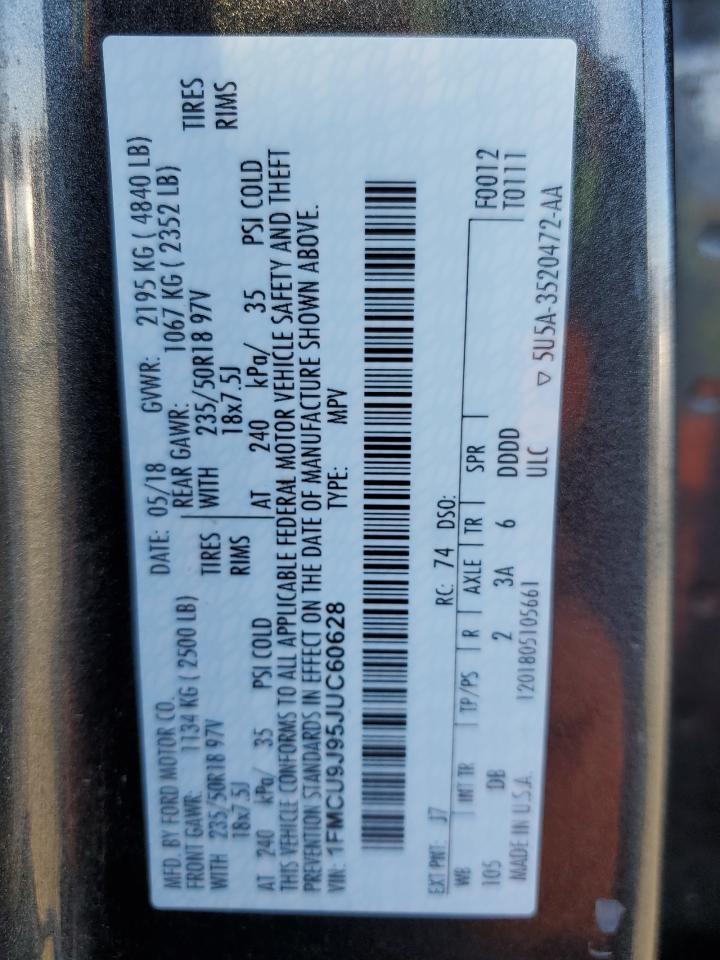 MFD. BY FORD MOTOR CO. DATE: 05/18 GVWR: 2195 KG ( 4840 LB)
FRONT GAWR: 1134 KG ( 2500 LB) REAR GAWR: 1067 KG ( 2352 LB)
WITH 235/50R18 97V TIRES WITH 235/50R18 97V TIRES
18x7.5J RIMS 18x7.5J RIMS
AT 240 kPa/ 35 PSI COLD AT 240 kPa/ 35 PSI COLD
THIS VEHICLE CONFORMS TO ALL APPLICABLE FEDERAL MOTOR VEHICLE SAFETY AND THEFT
PREVENTION STANDARDS IN EFFECT ON THE DATE OF MANUFACTURE SHOWN ABOVE.
VIN: 1FMCU9J95JUC60628 TYPE: MPV
EXT PNT: J7 RC: 74 DSO:
WB INT TR TP/PS R AXLE TR SPR F0012
T0111
105 DB 2 3A 6 DDDD
MADE IN U.S.A. 1201805105661 ULC ▽ 5U5A-3520472-AA